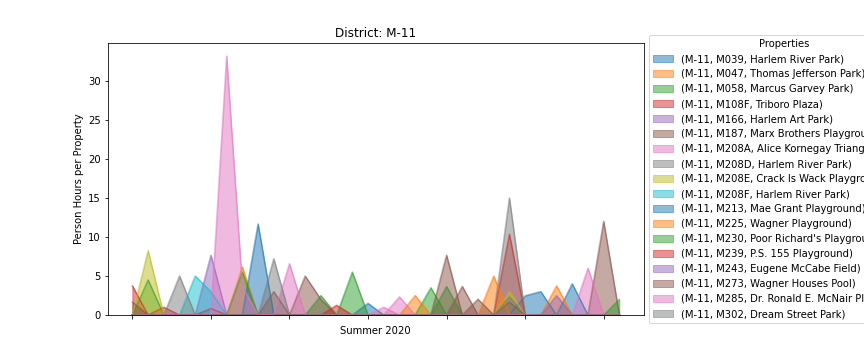 District: M-11
Properties
(M-11, M039, Harlem River Park)
(M-11, M047, Thomas Jefferson Park)
(M-11, M058, Marcus Garvey Park)
(M-11, M108F, Triboro Plaza)
(M-11, M166, Harlem Art Park)
(M-11, M187, Marx Brothers Playgrou
(M-11, M208A, Alice Kornegay Triang
(M-11, M208D, Harlem River Park)
(M-11, M208E, Crack Is Wack Playgro
(M-11, M208F, Harlem River Park)
(M-11, M213, Mae Grant Playground)
(M-11, M225, Wagner Playground)
(M-11, M230, Poor Richard's Playgrou
(M-11, M239, P.S. 155 Playground)
(M-11, M243, Eugene McCabe Field)
(M-11, M273, Wagner Houses Pool)
(M-11, M285, Dr. Ronald E. McNair Pl
(M-11, M302, Dream Street Park)
Person Hours per Property
30
25
20
15
10
5
0
Summer 2020